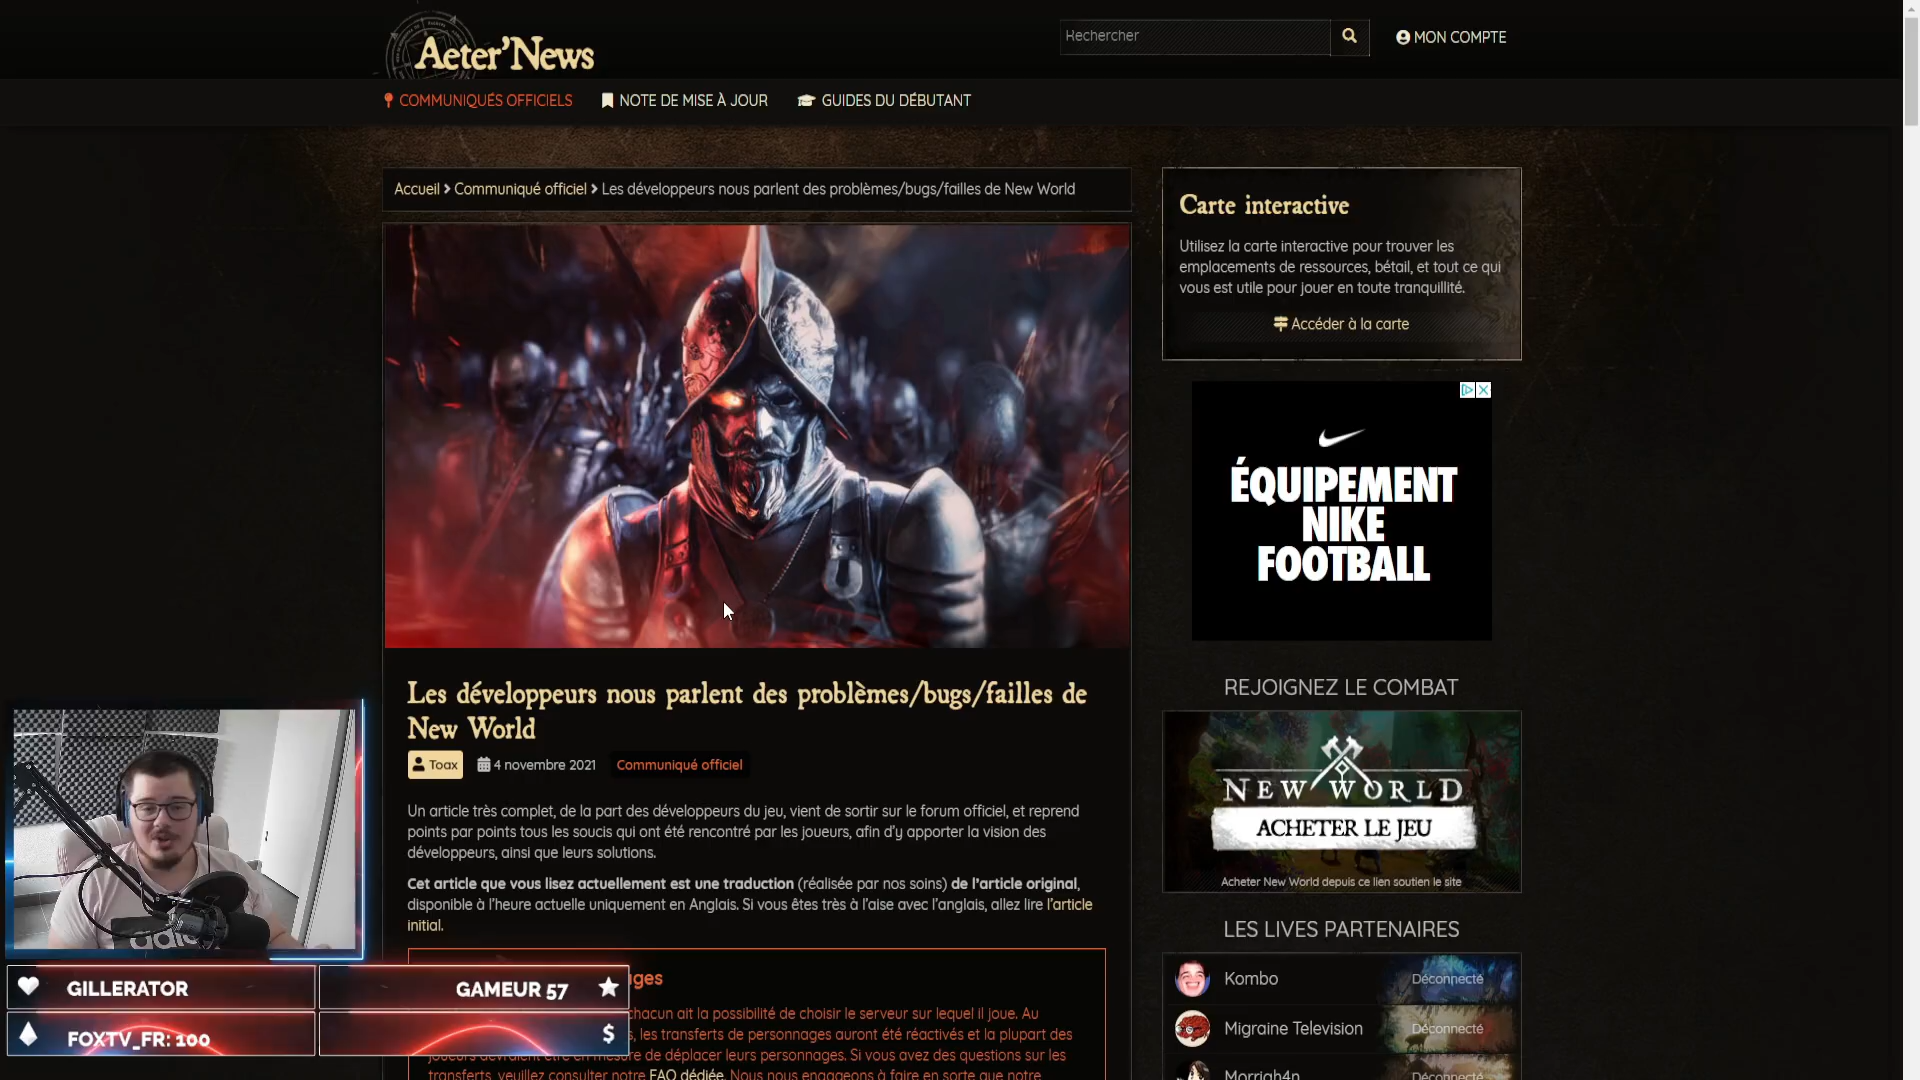 Aeter'News
Rechercher
MON COMPTE
COMMUNIQUÉS OFFICIELS
NOTE DE MISE À JOUR
GUIDES DU DÉBUTANT
Accueil > Communiqué officiel > Les développeurs nous parlent des problèmes/bugs/failles de New World
Les développeurs nous parlent des problèmes/bugs/failles de
New World
Toax
4 novembre 2021
Communiqué officiel
Un article très complet, de la part des développeurs du jeu, vient de sortir sur le forum officiel, et reprend
points par points tous les soucis qui ont été rencontré par les joueurs, afin d'y apporter la vision des
développeurs, ainsi que leurs solutions.
Cet article que vous lisez actuellement est une traduction (réalisée par nos soins) de l'article original,
disponible à l'heure actuelle uniquement en Anglais. Si vous êtes très à l'aise avec l'anglais, allez lire l'article
initial.
ges
chacun ait la possibilité de choisir le serveur sur lequel il joue. Au
s, les transferts de personnages auront été réactivés et la plupart des
joueurs devraient être en mesure de déplacer leurs personnages. Si vous avez des questions sur les
transferts, veuillez consulter notre FAQ dédiée. Nous nous engageons à faire en sorte que notre
Carte interactive
Utilisez la carte interactive pour trouver les
emplacements de ressources, bétail, et tout ce qui
vous est utile pour jouer en toute tranquillité.
Accéder à la carte
ÉQUIPEMENT
NIKE
FOOTBALL
REJOIGNEZ LE COMBAT
NEW WORLD
ACHETER LE JEU
Acheter New World depuis ce lien soutien le site
LES LIVES PARTENAIRES
Kombo
Déconnecté
Migraine Television
Déconnecté
Morrigh4n
Déconnecté
adidas
GILLERATOR
GAMEUR 57
FOXTV_FR: 100
$